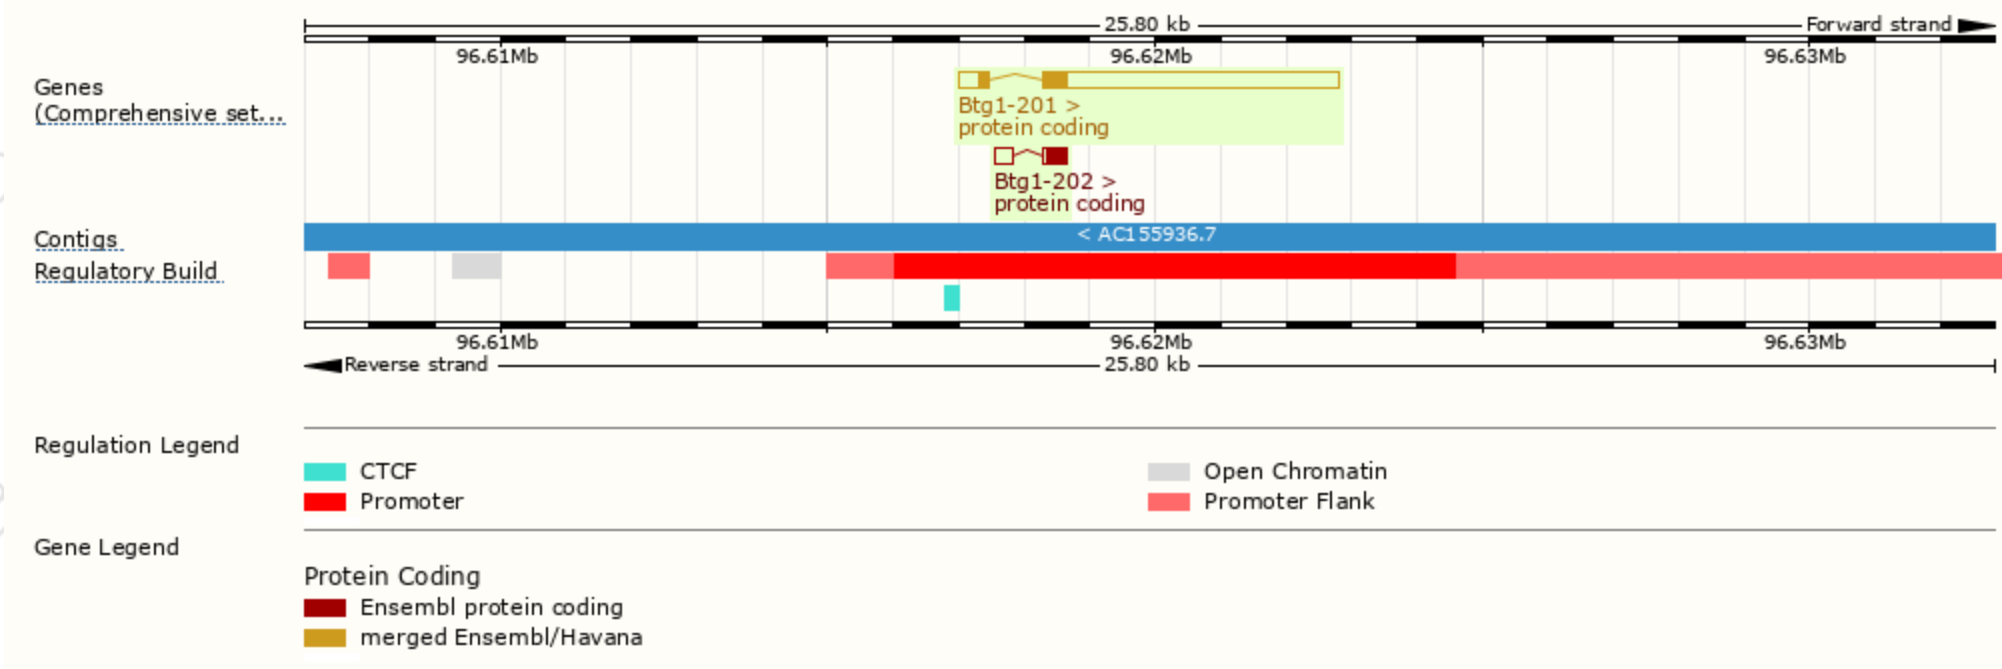 25.80 kb
Forward strand
96.61Mb 96.62Mb 96.63Mb
Genes
(Comprehensive set...
Btg1-201 >
protein coding
Btg1-202 >
protein coding
Contigs
< AC155936.7
Regulatory Build
96.61Mb 96.62Mb 96.63Mb
Reverse strand
25.80 kb
Regulation Legend
CTCF
Open Chromatin
Promoter
Promoter Flank
Gene Legend
Protein Coding
Ensembl protein coding
merged Ensembl/Havana